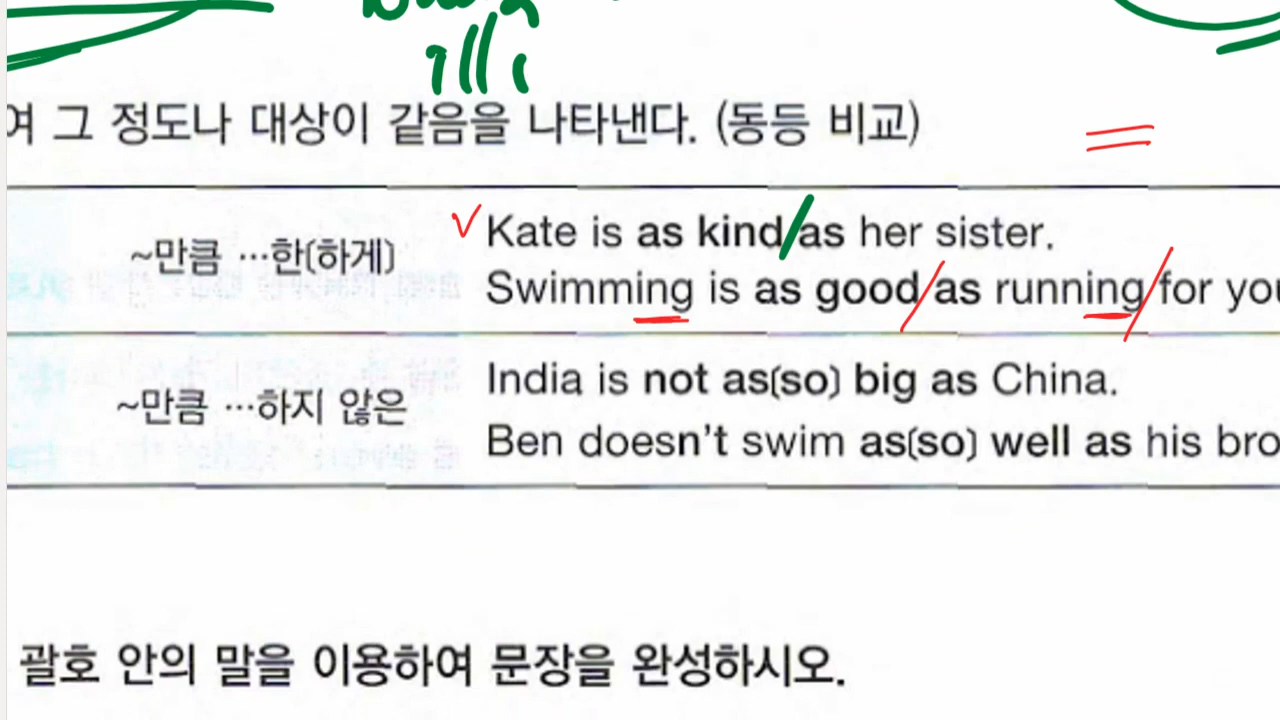 여 그 정도나 대상이 같음을 나타낸다. (동등 비교)
~만큼 …한(하게)
Kate is as kind as her sister.
Swimming is as good as running for
~만큼 …하지 않은
India is not as(so) big as China.
Ben doesn't swim as(so) well as his
괄호 안의 말을 이용하여 문장을 완성하시오.